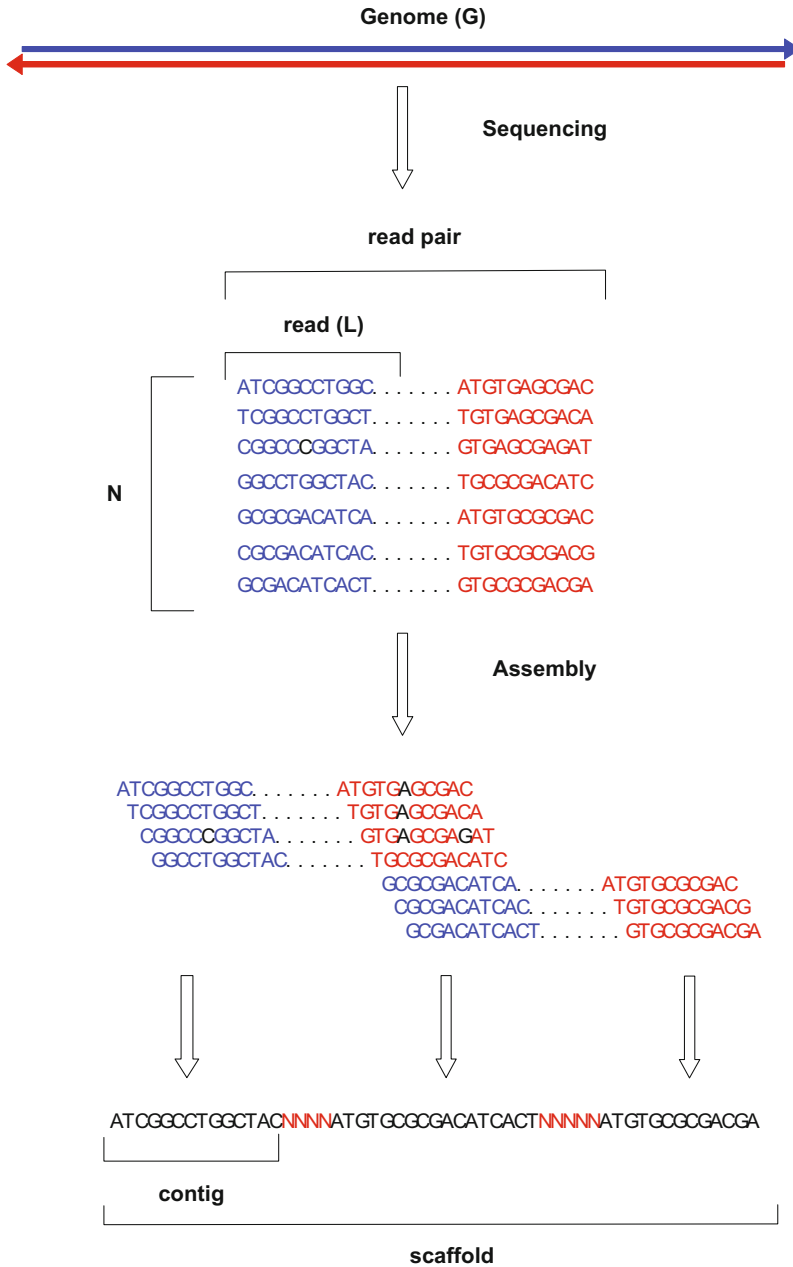 Genome (G)
Sequencing
read pair
read (L)
N
ATCGGCCTGGC. . . . . . . ATGTGAGCGAC
TCGGCCTGGCT. . . . . . . TGTGAGCGACA
CGGCCCGGCTA. . . . . . . GTGAGCGAGAT
GGCCTGGCTAC. . . . . . . TGCGCGACATC
GCGCGACATCA. . . . . . . ATGTGCGCGAC
CGCGACATCAC. . . . . . . TGTGCGCGACG
GCGACATCACT. . . . . . . GTGCGCGACGA
Assembly
ATCGGCCTGGC. . . . . . . ATGTGAGCGAC
TCGGCCTGGCT. . . . . . . TGTGAGCGACA
CGGCCCGGCTA. . . . . . . GTGAGCGAGAT
GGCCTGGCTAC. . . . . . . TGCGCGACATC
GCGCGACATCA. . . . . . . ATGTGCGCGAC
CGCGACATCAC. . . . . . . TGTGCGCGACG
GCGACATCACT. . . . . . . GTGCGCGACGA
ATCGGCCTGGCTACNNNNATGTGCGCGACATCACTNNNNNATGTGCGCGACGA
contig
scaffold